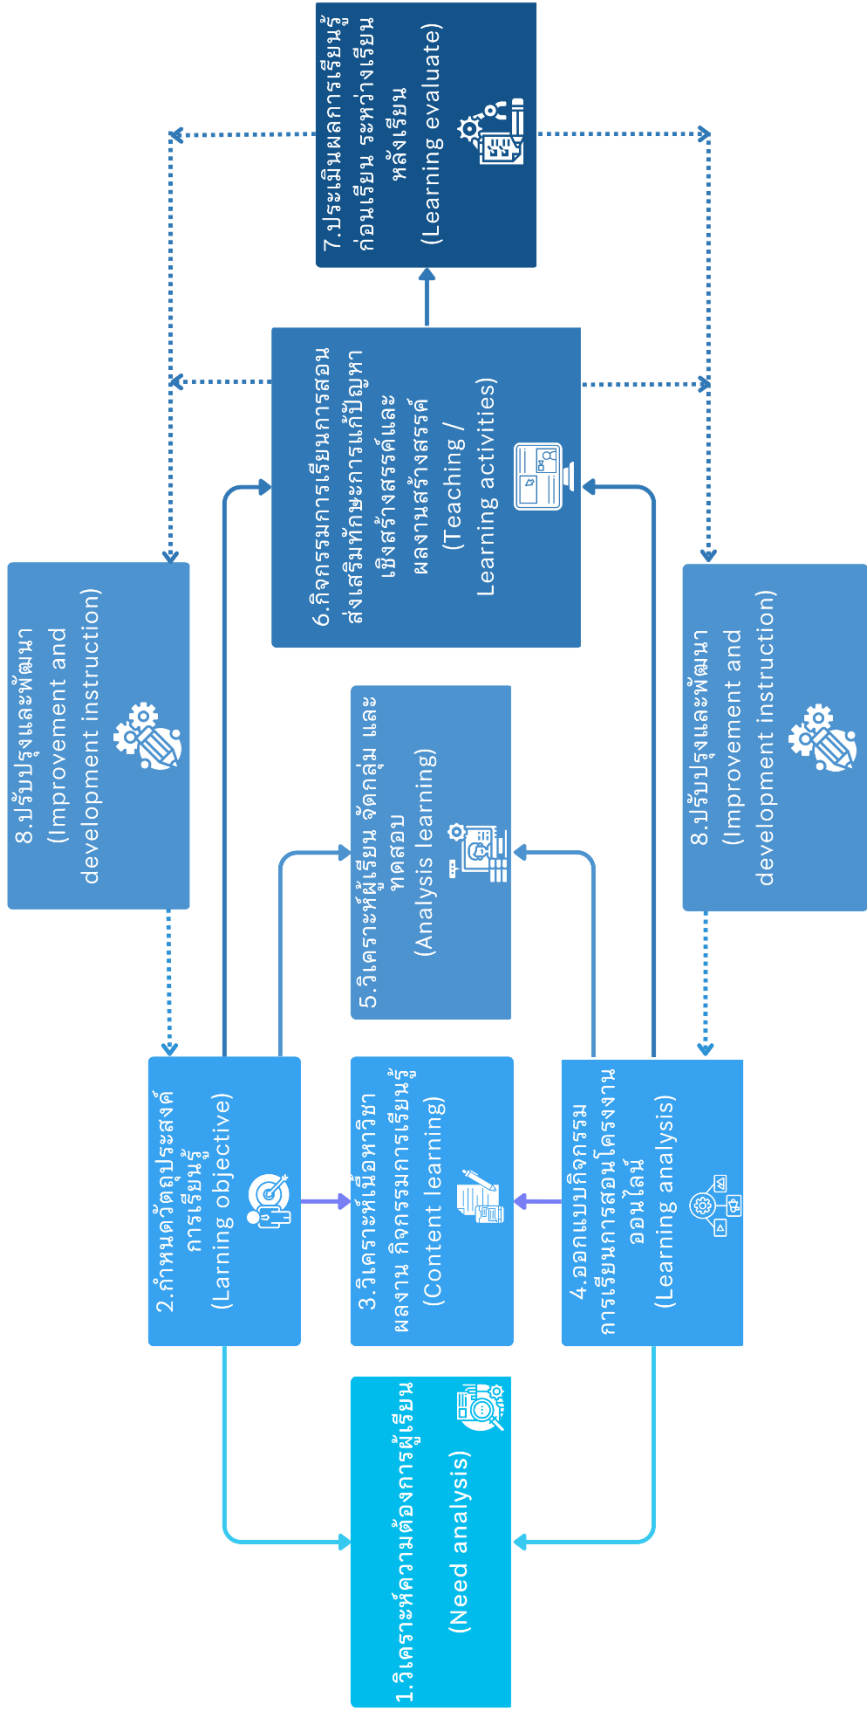 1.วิเคราะห์ความต้องการผู้เรียน
(Need analysis)
2.กำหนดวัตถุประสงค์
การเรียนรู้
(Larning objective)
3.วิเคราะห์เนื้อหาวิชา
ผลงาน กิจกรรมการเรียนรู้
(Content learning)
4.ออกแบบกิจกรรม
การเรียนการสอนโครงงาน
ออนไลน์
(Learning analysis)
5.วิเคราะห์ผู้เรียน จัดกลุ่ม และ
ทดสอบ
(Analysis learning)
6.กิจกรรมการเรียนการสอน
ส่งเสริมทักษะการแก้ปัญหา
เชิงสร้างสรรค์และ
ผลงานสร้างสรรค์
(Teaching /
Learning activities)
7.ประเมินผลการเรียนรู้
ก่อนเรียน ระหว่างเรียน
หลังเรียน
(Learning evaluate)
8.ปรับปรุงและพัฒนา
(Improvement and
development instruction)
8.ปรับปรุงและพัฒนา
(Improvement and
development instruction)